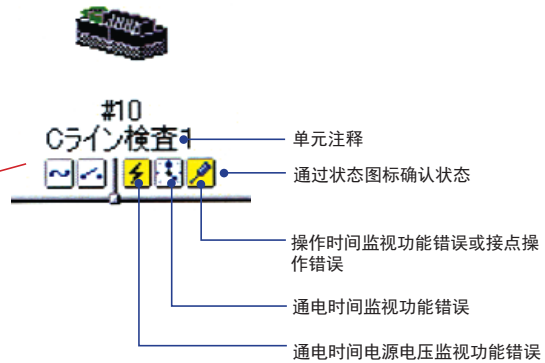 #10
Cライン検査1
单元注释
通过状态图标确认状态
操作时间监视功能错误或接点操
作错误
通电时间监视功能错误
通电时间电源电压监视功能错误